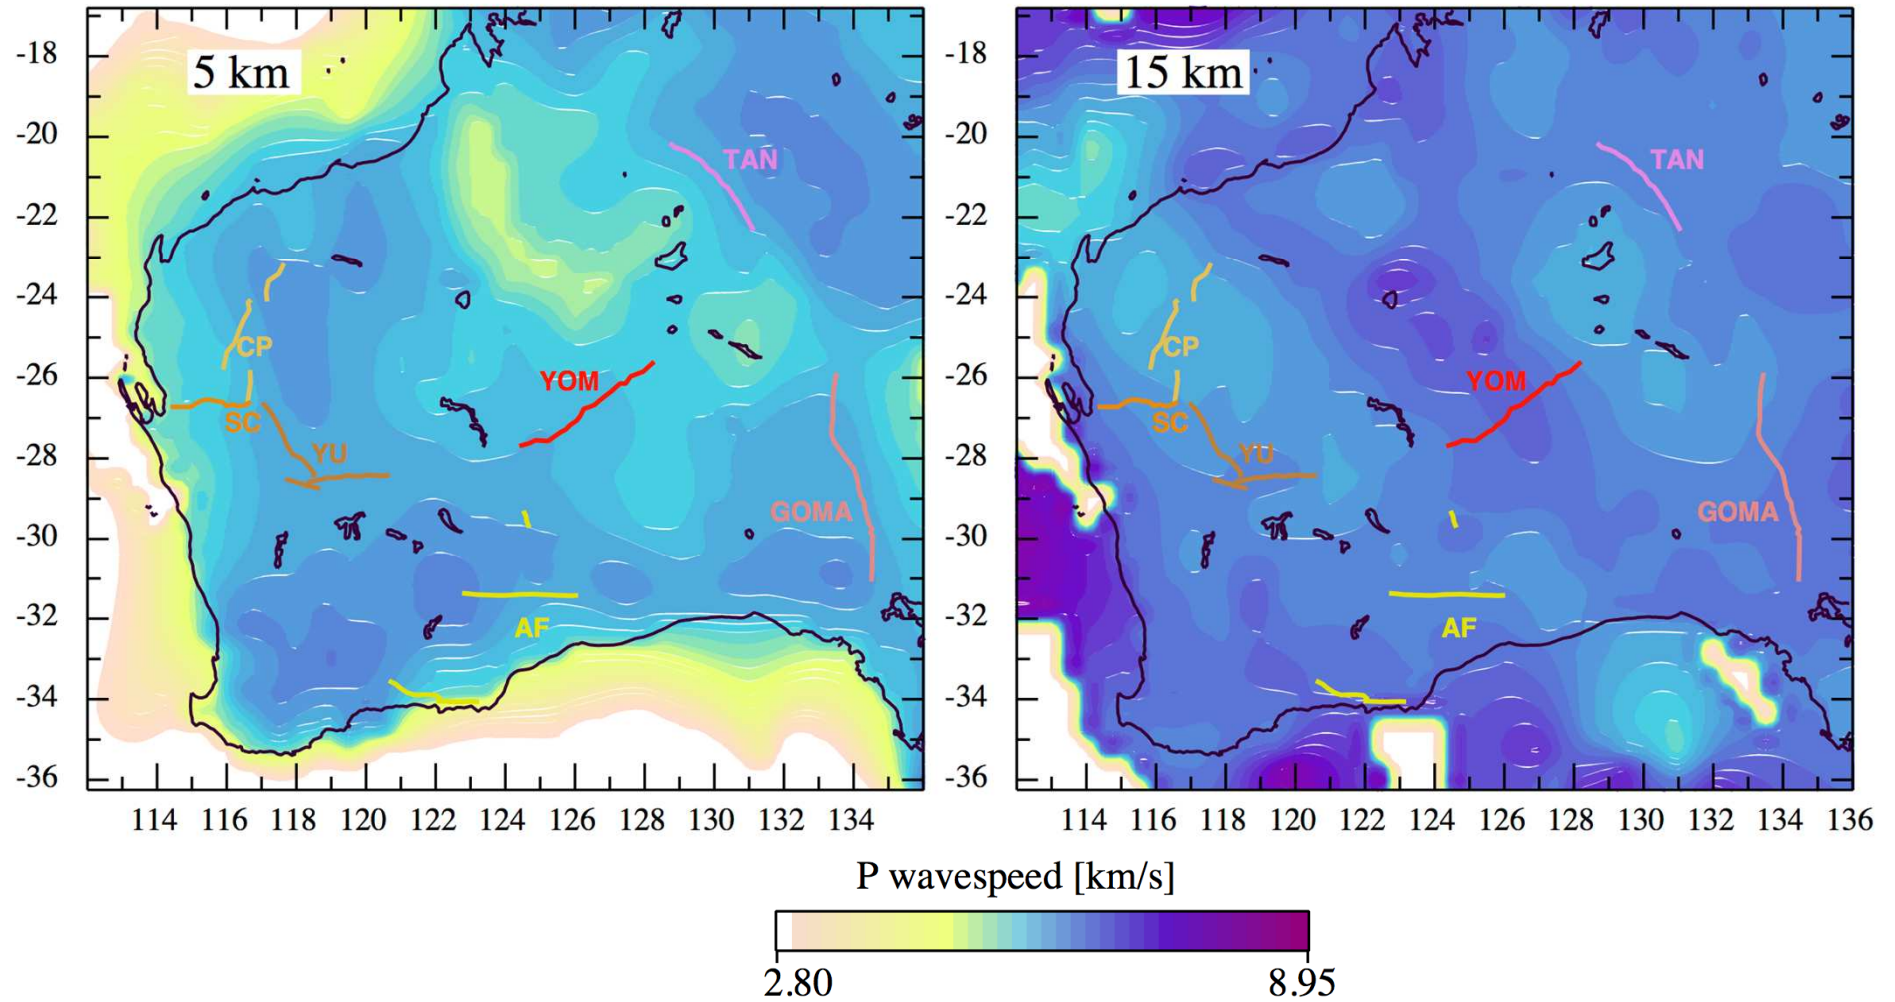 5 km
15 km
-18
-20
-22
-24
-26
-28
-30
-32
-34
-36
TAN
CP
SC
YU
YOM
GOMA
AF
114 116 118 120 122 124 126 128 130 132 134
-18
-20
-22
-24
-26
-28
-30
-32
-34
-36
TAN
CP
SC
YU
YOM
GOMA
AF
114 116 118 120 122 124 126 128 130 132 134 136
P wavespeed [km/s]
2.80 8.95